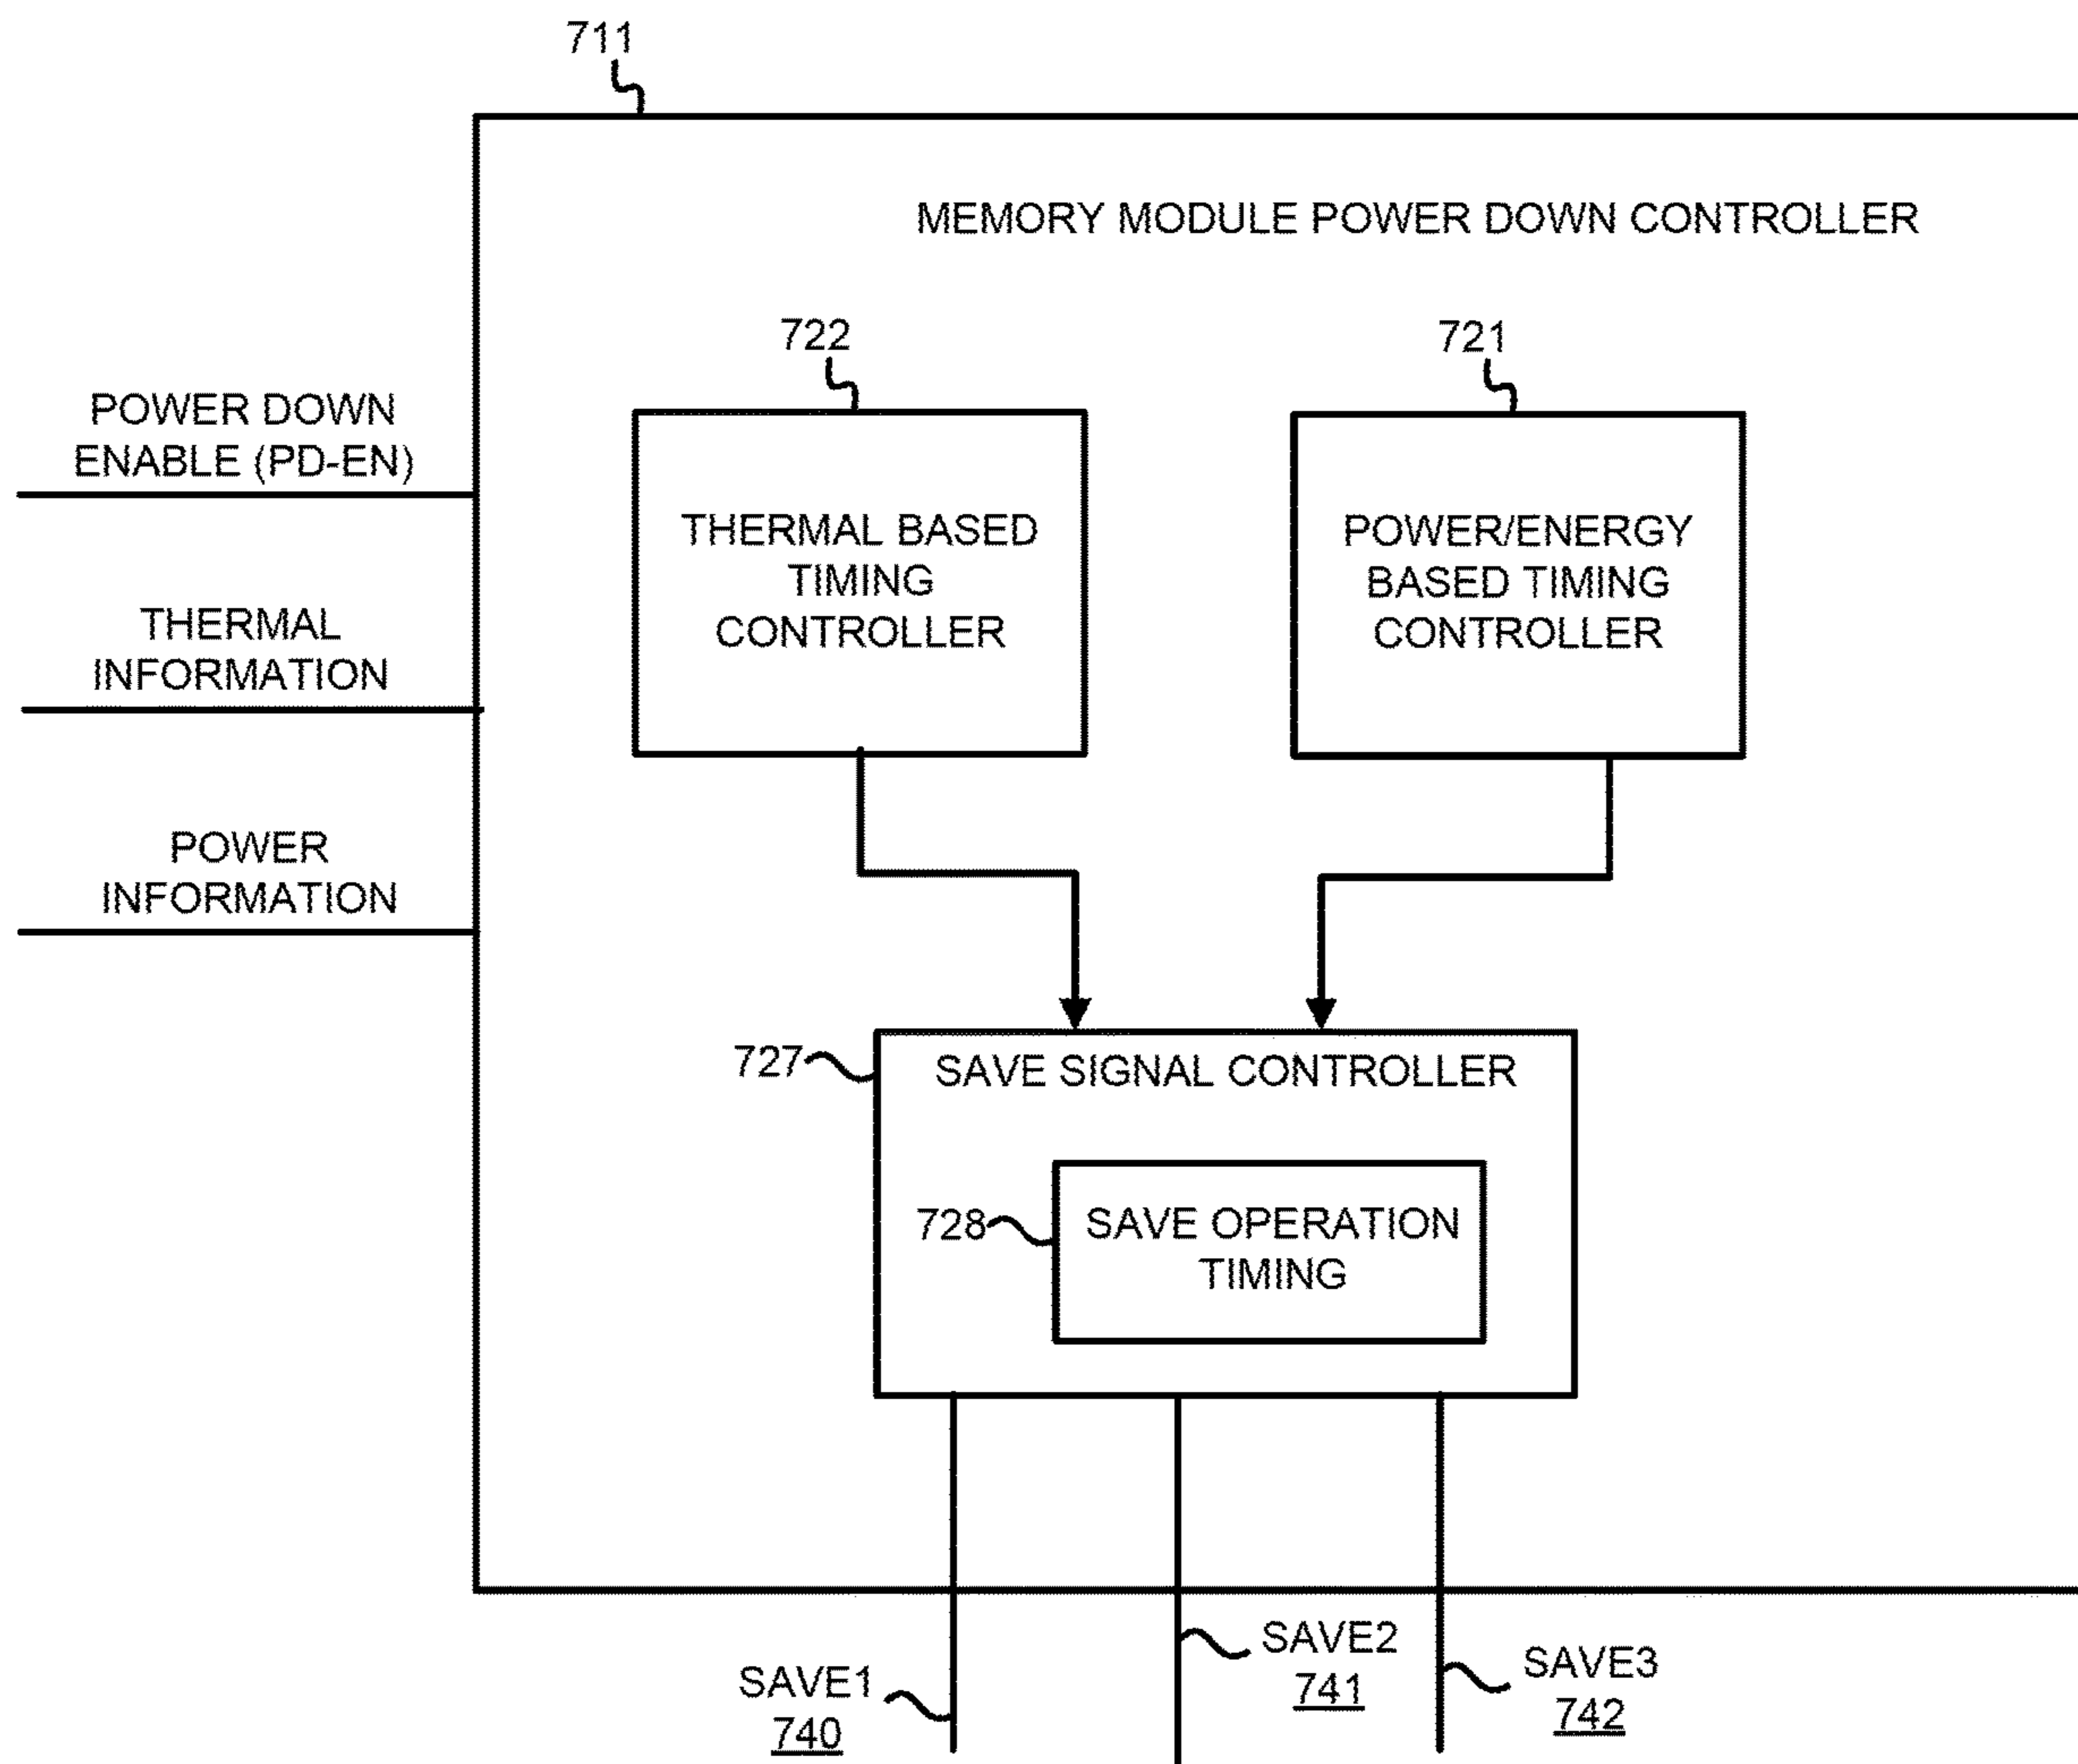 711
MEMORY MODULE POWER DOWN CONTROLLER
722
721
POWER DOWN
ENABLE (PD-EN)
THERMAL BASED
TIMING
CONTROLLER
POWER/ENERGY
BASED TIMING
CONTROLLER
THERMAL
INFORMATION
POWER
INFORMATION
727
SAVE SIGNAL CONTROLLER
728
SAVE OPERATION
TIMING
SAVE1
740
SAVE2
741
SAVE3
742